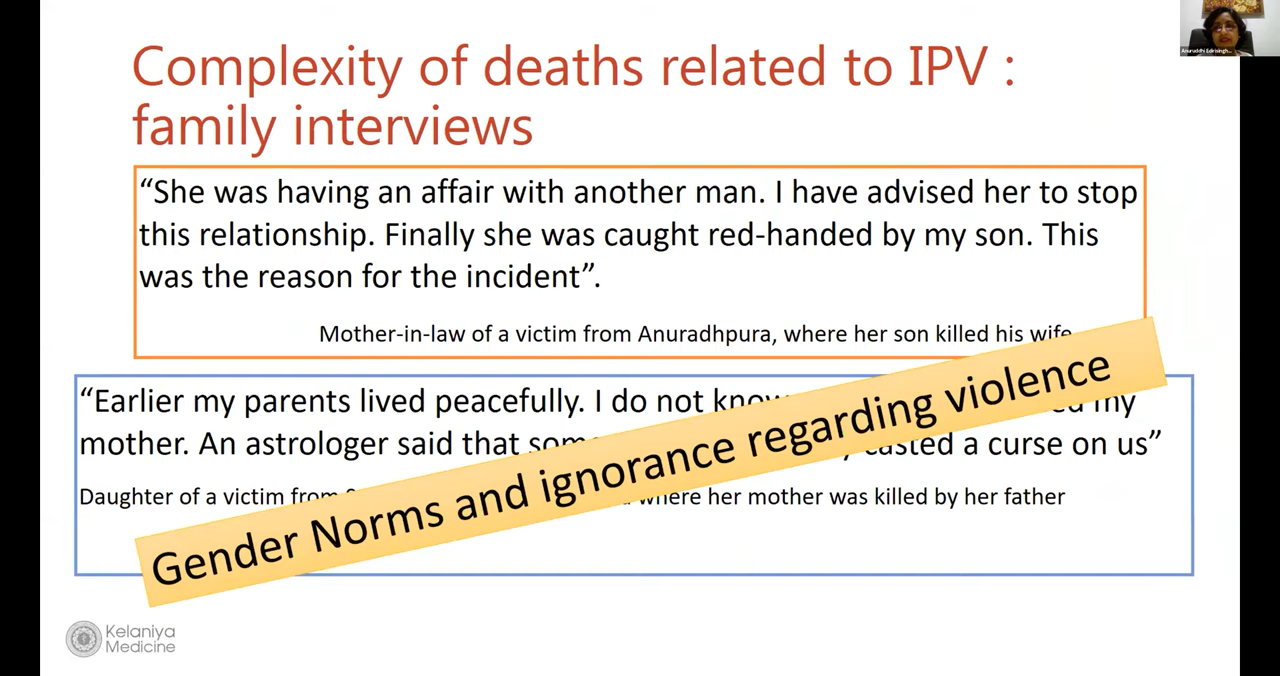 Complexity of deaths related to IPV :
family interviews
“She was having an affair with another man. I have advised her to stop
this relationship. Finally she was caught red-handed by my son. This
was the reason for the incident”.
Mother-in-law of a victim from Anuradhpura, where her son killed his wife
“Earlier my parents lived peacefully. I do not know my
mother. An astrologer said that casted a curse on us”
Daughter of a victim from where her mother was killed by her father
Gender Norms and ignorance regarding violence
Kelaniya
Medicine
Anuruddhi Edirisingh...